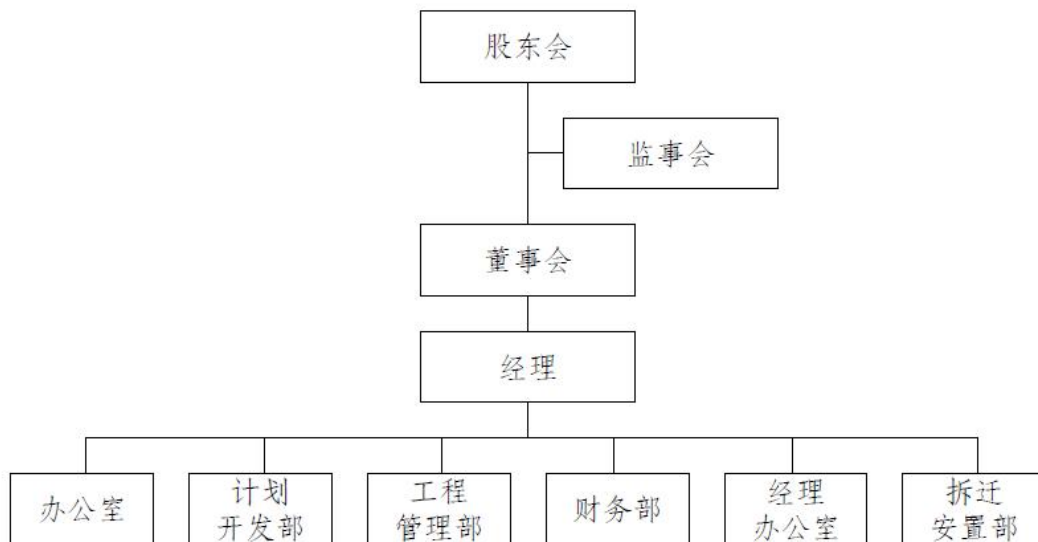 股东会
监事会
董事会
经理
办公室
计划
开发部
工程
管理部
财务部
经理
办公室
拆迁
安置部